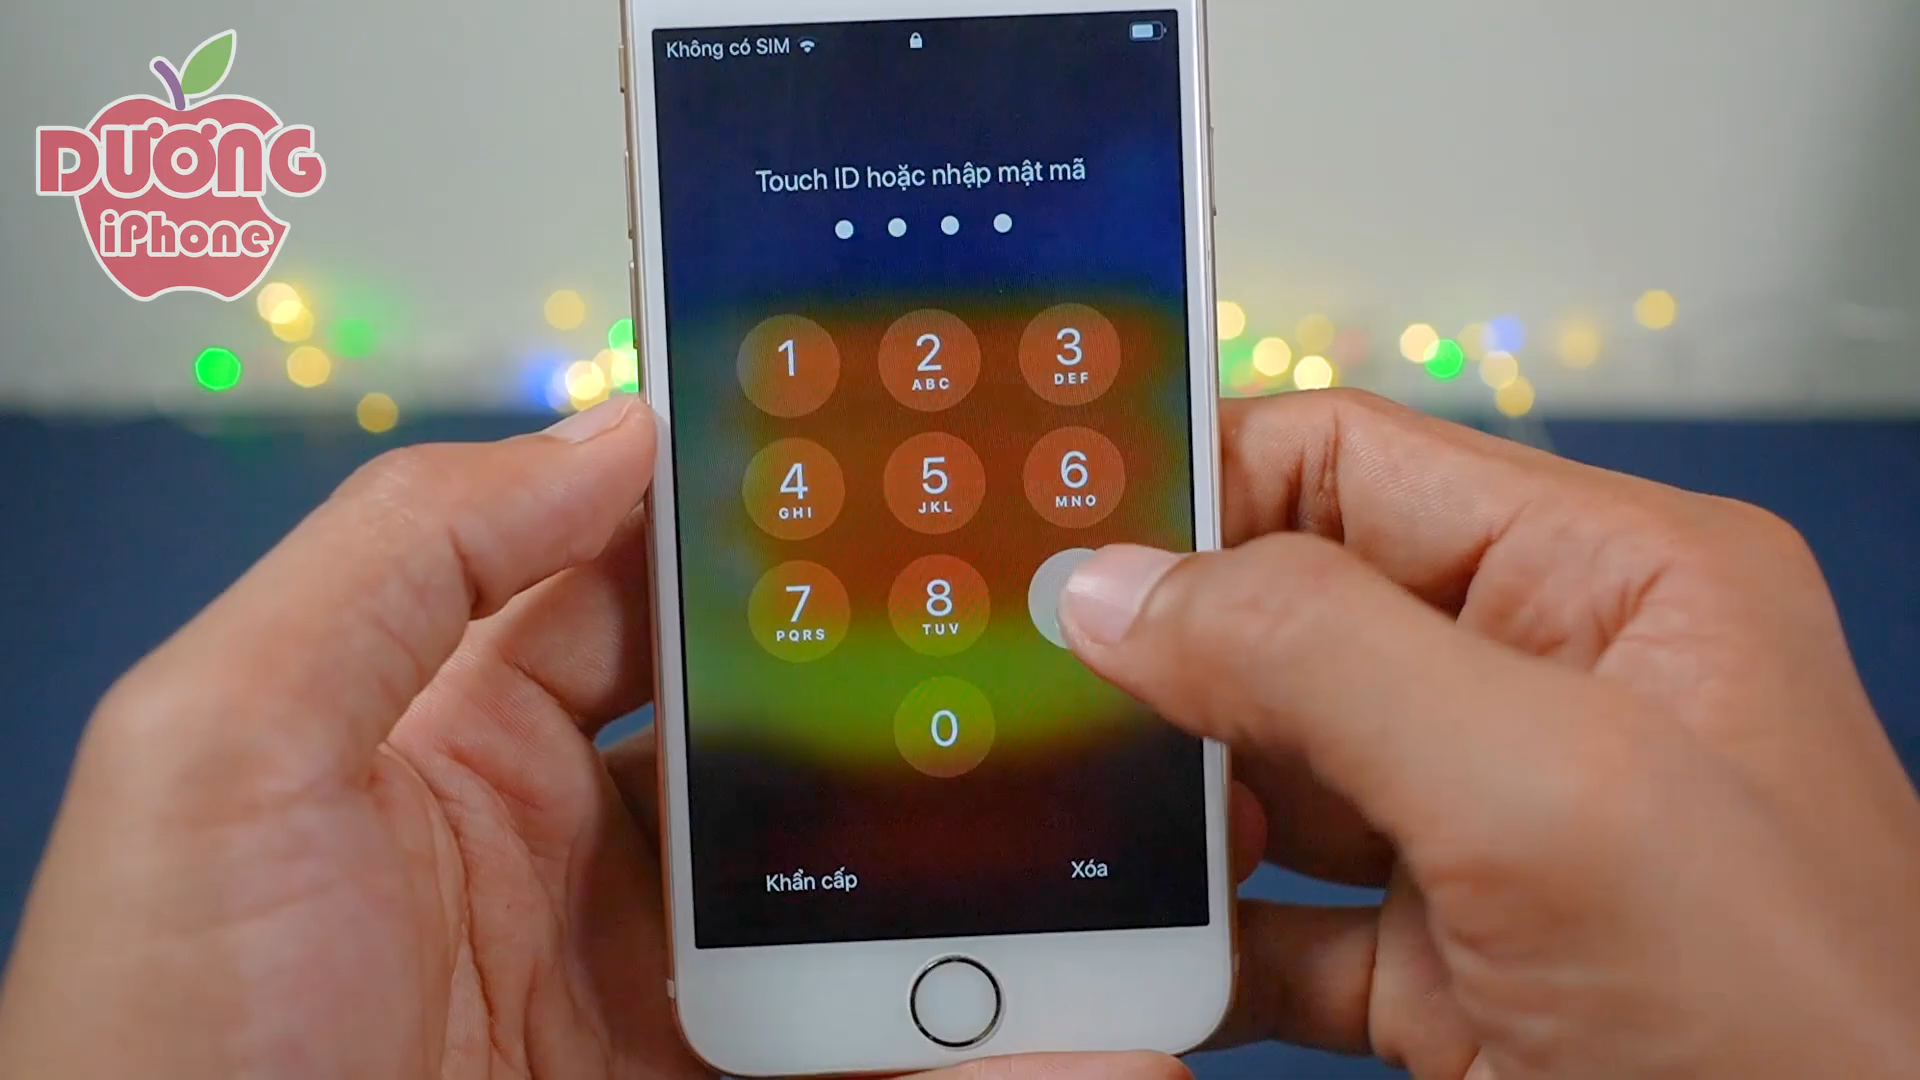 DƯƠNG
iPhone
Không có SIM
Touch ID hoặc nhập mật mã
1
2
ABC
3
DEF
4
GHI
5
JKL
6
MNO
7
PQRS
8
TUV
0
Khẩn cấp
Xóa